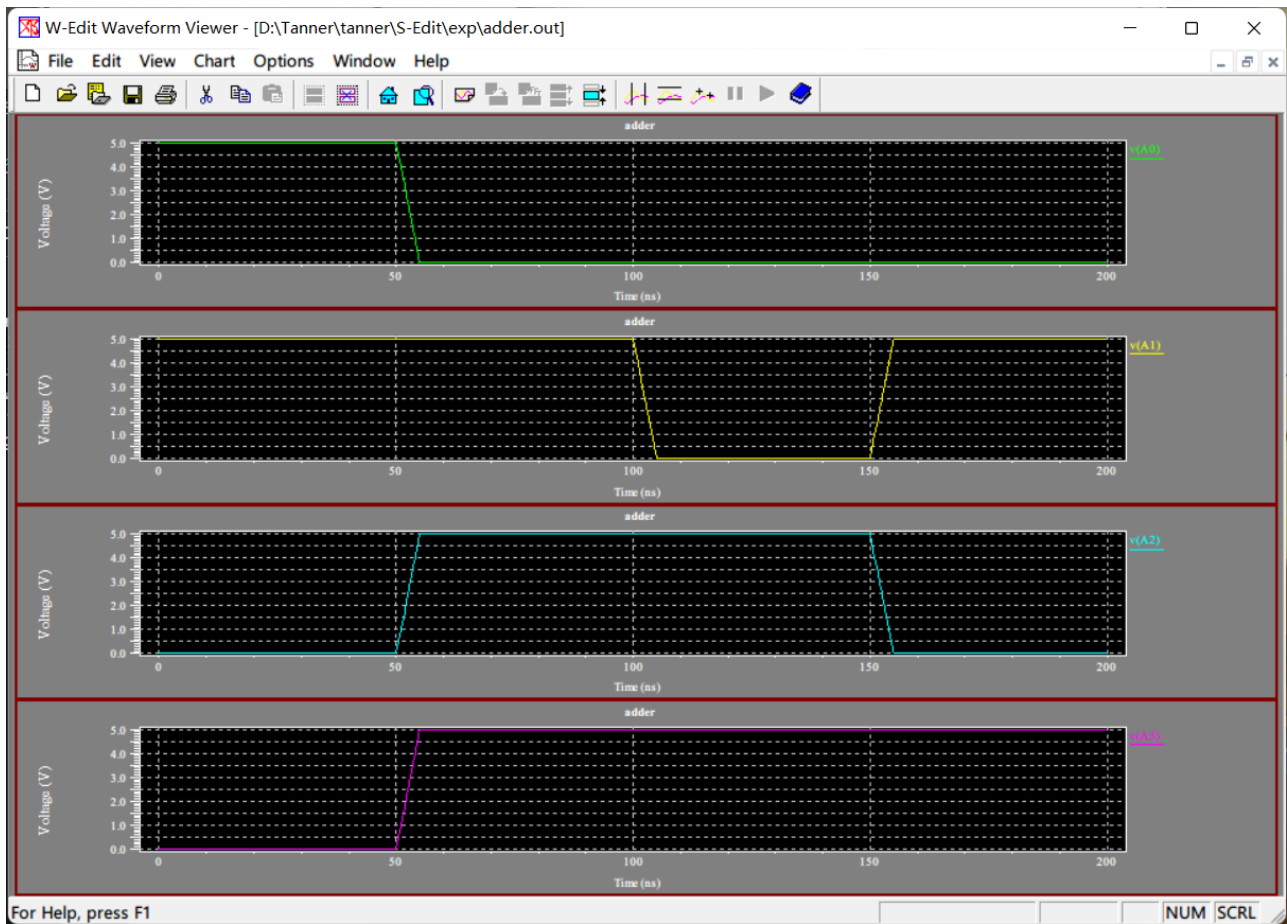 W-Edit Waveform Viewer - [D:\Tanner\tanner\S-Edit\exp\adder.out]
File Edit View Chart Options Window Help
adder
v(A0)
Voltage (V)
5.0
4.0
3.0
2.0
1.0
0.0
0 50 100 150 200
Time (ns)
adder
v(A1)
Voltage (V)
5.0
4.0
3.0
2.0
1.0
0.0
0 50 100 150 200
Time (ns)
adder
v(A2)
Voltage (V)
5.0
4.0
3.0
2.0
1.0
0.0
0 50 100 150 200
Time (ns)
adder
v(A3)
Voltage (V)
5.0
4.0
3.0
2.0
1.0
0.0
0 50 100 150 200
Time (ns)
For Help, press F1
NUM SCRL